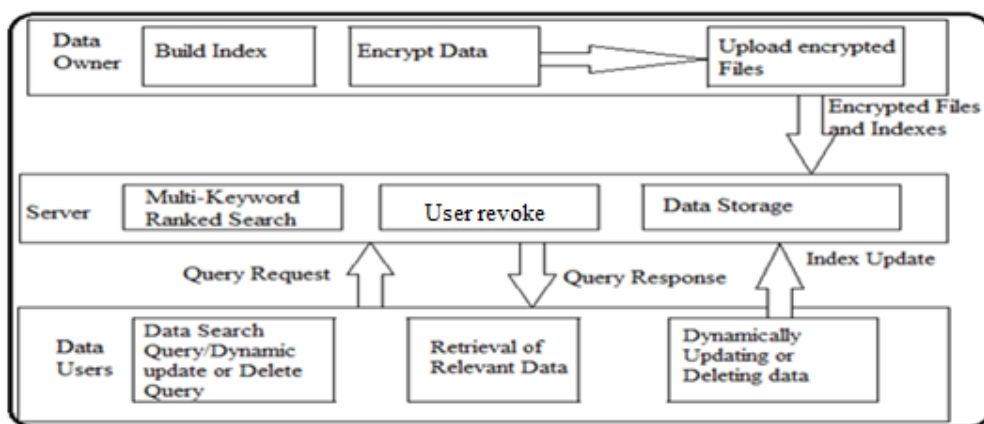 Data
Owner
Build Index
Encrypt Data
Upload encrypted
Files
Encrypted Files
and Indexes
Server
Multi-Keyword
Ranked Search
User revoke
Data Storage
Query Request
Query Response
Index Update
Data
Users
Data Search
Query/Dynamic
update or Delete
Query
Retrieval of
Relevant Data
Dynamically
Updating or
Deleting data